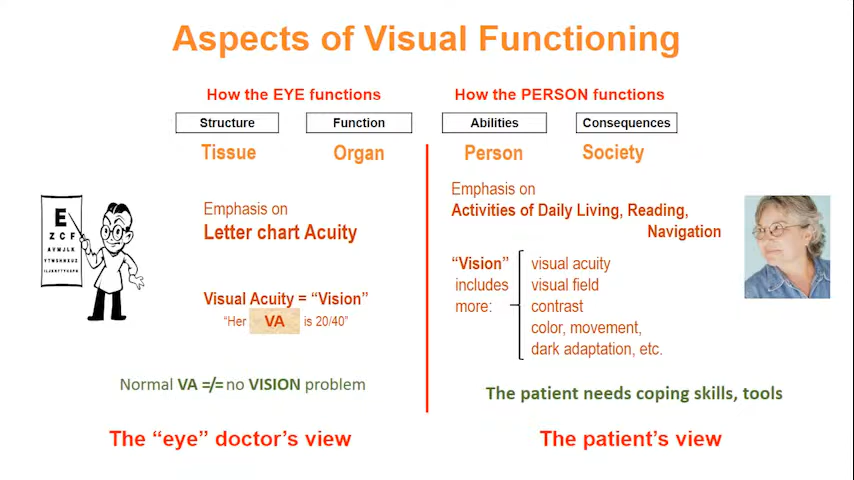 Aspects of Visual Functioning
How the EYE functions
How the PERSON functions
Structure
Function
Abilities
Consequences
Tissue
Organ
Person
Society
Emphasis on
Letter chart Acuity
Visual Acuity = “Vision”
“Her VA is 20/40”
Normal VA =/= no VISION problem
The “eye” doctor’s view
Emphasis on
Activities of Daily Living, Reading,
Navigation
“Vision”
includes
more:
visual acuity
visual field
contrast
color, movement,
dark adaptation, etc.
The patient needs coping skills, tools
The patient’s view
E
Z C F